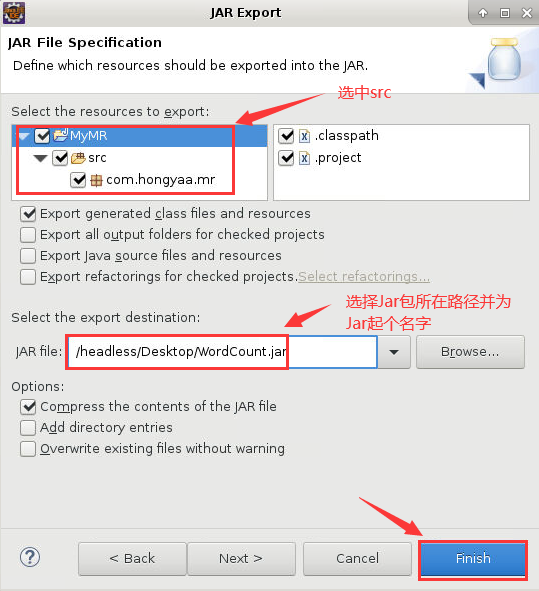 JAR Export
JAR File Specification
Define which resources should be exported into the JAR.
选中src
Select the resources to export:
MyMR
src
com.hongyaa.mr
.classpath
.project
Export generated class files and resources
Export all output folders for checked projects
Export Java source files and resources
Export refactorings for checked projects. Select refactorings...
选择Jar包所在路径并为
Jar起个名字
Select the export destination:
JAR file: /headless/Desktop/WordCount.jar Browse...
Options:
Compress the contents of the JAR file
Add directory entries
Overwrite existing files without warning
? < Back Next > Cancel Finish